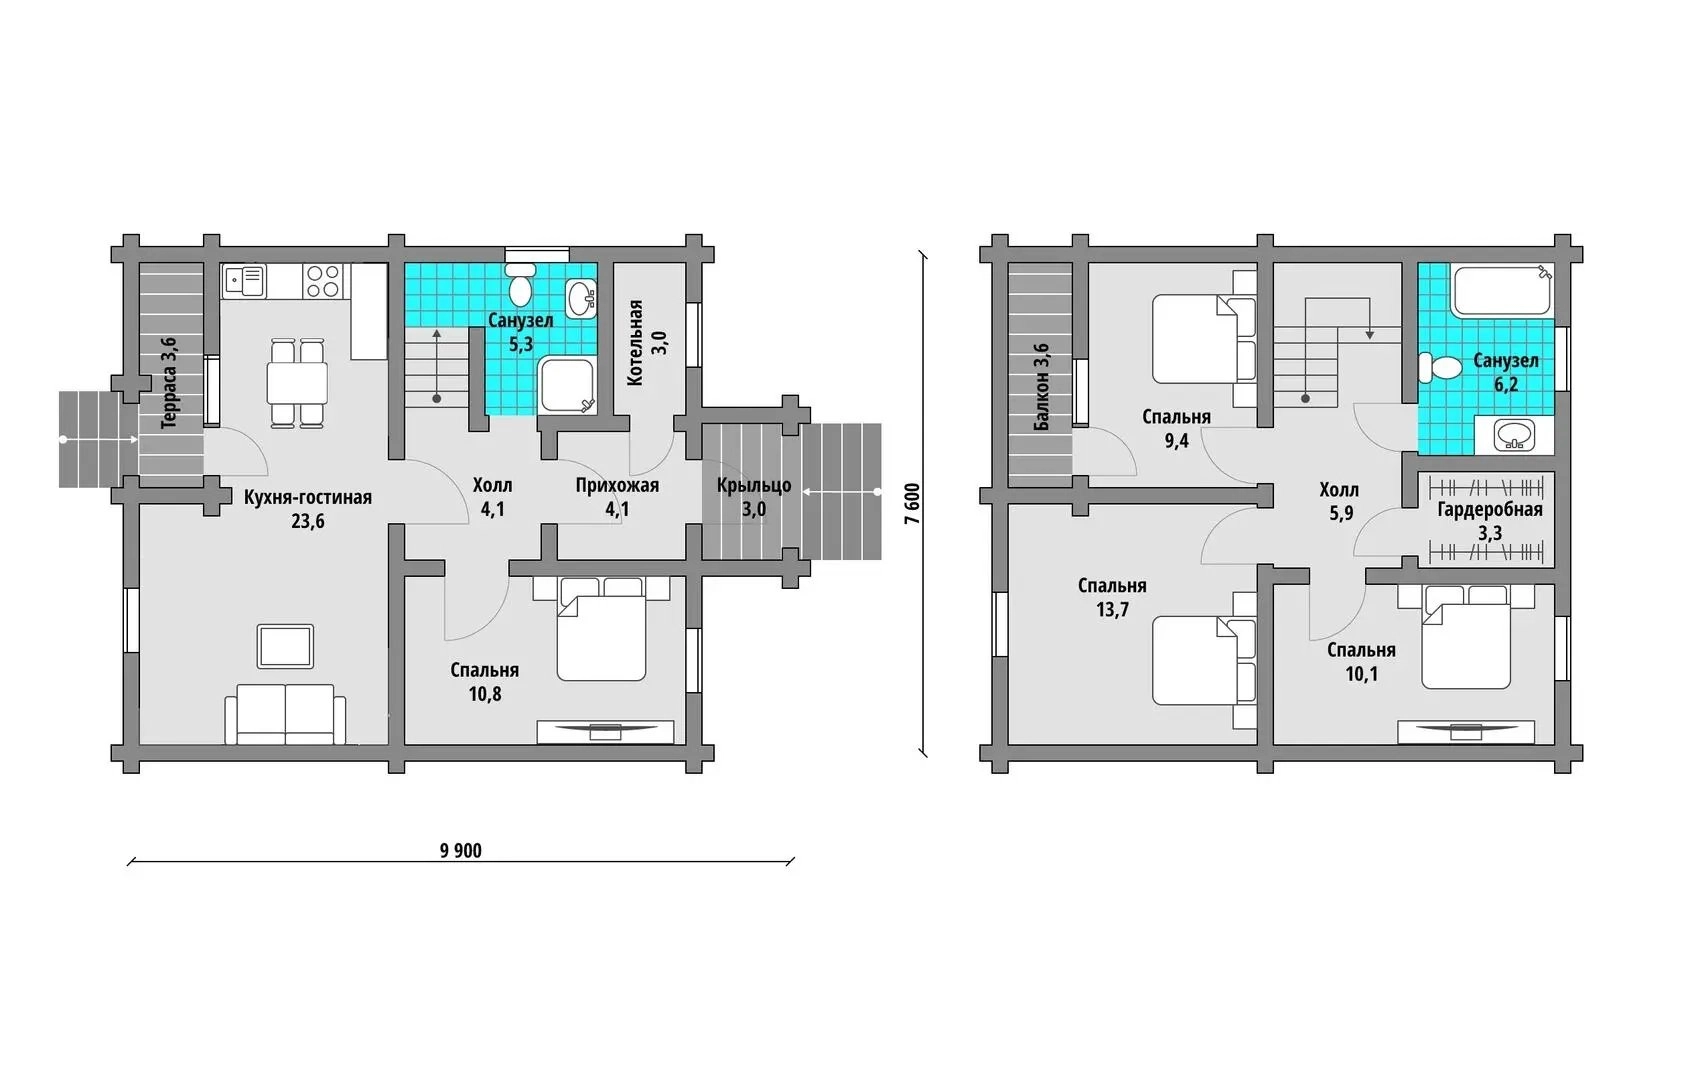 Терраса 3,6
Кухня-гостиная
23,6
Санузел
5,3
Котельная
3,0
Холл
4,1
Прихожая
4,1
Крыльцо
3,0
Спальня
10,8
9 900
7 600
Балкон 3,6
Спальня
9,4
Санузел
6,2
Холл
5,9
Гардеробная
3,3
Спальня
13,7
Спальня
10,1